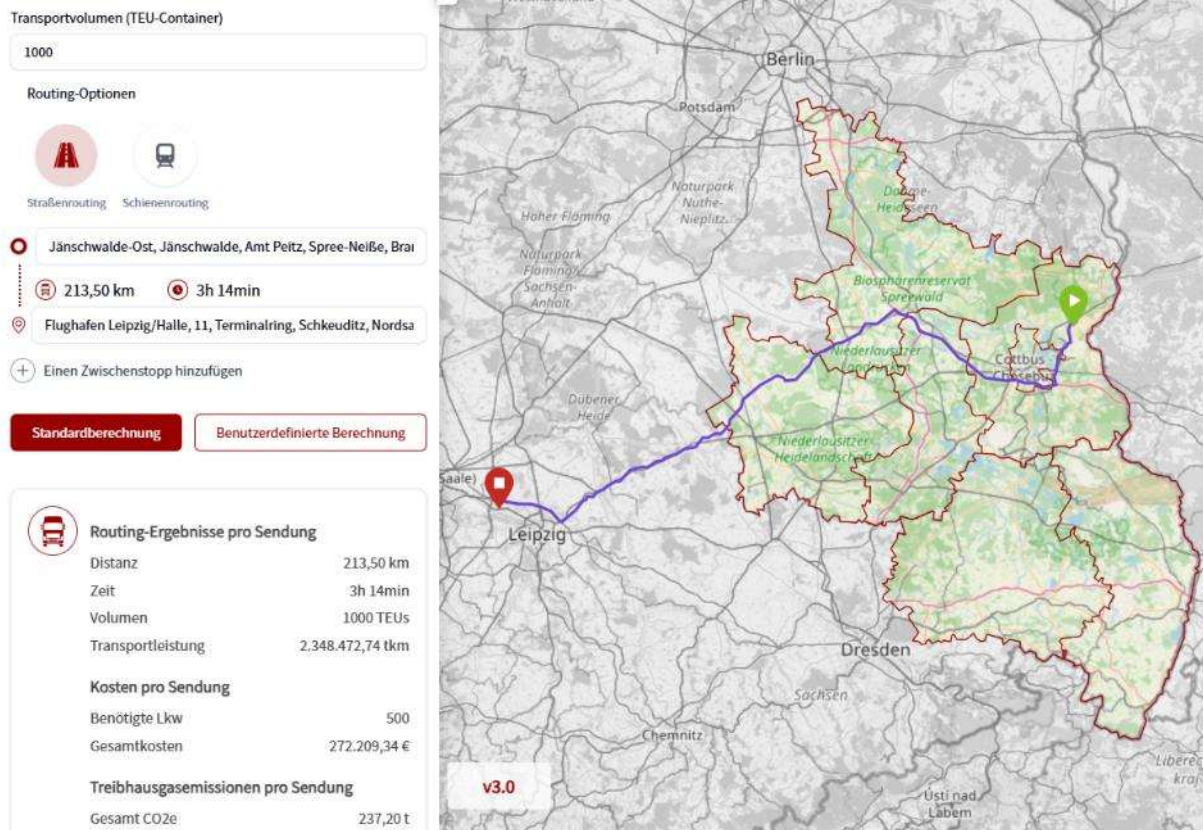 Transportvolumen (TEU-Container)
1000
Routing-Optionen
Straßenrouting
Schienenrouting
Jänschwalde-Ost, Jänschwalde, Amt Peitz, Spree-Neiße, Brai
213,50 km
3h 14min
Flughafen Leipzig/Halle, 11, Terminalring, Schkeuditz, Nordsa
Einen Zwischenstopp hinzufügen
Standardberechnung
Benutzerdefinierte Berechnung
Routing-Ergebnisse pro Sendung
Distanz 213,50 km
Zeit 3h 14min
Volumen 1000 TEUs
Transportleistung 2.348.472,74 tkm
Kosten pro Sendung
Benötigte Lkw 500
Gesamtkosten 272.209,34 €
Treibhausgasemissionen pro Sendung
Gesamt CO2e 237,20 t
Berlin
Potsdam
Naturpark
Nuthe-
Nieplitz
Dahme-
Heideseen
Hoher Fläming
Naturpark
Fläming/
Sachsen-
Anhalt
Biosphärenreservat
Spreewald
Niederlausitzer
Landrücken
Cottbus
Chóśebuz
Dübener
Heide
Niederlausitzer
Heidelandschaft
Saale)
Leipzig
Dresden
Sachsen
Chemnitz
Liberec
kraj
Ústí nad
Labem
v3.0